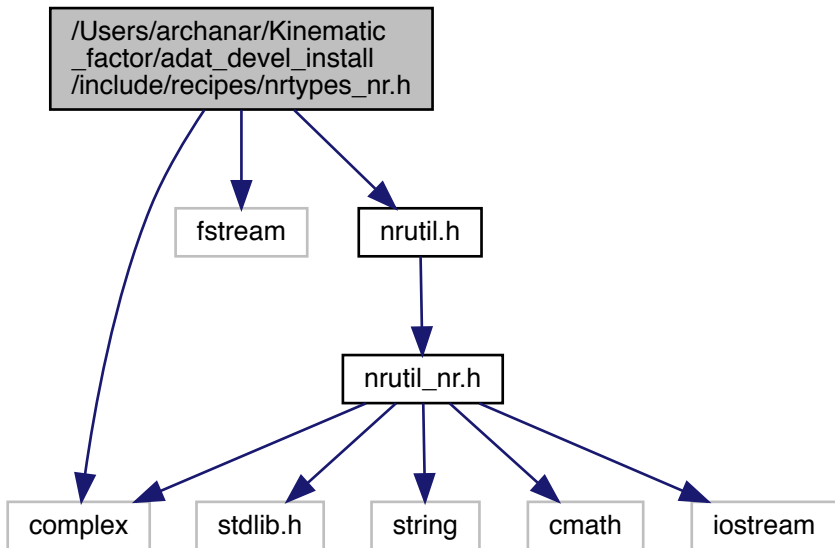 /Users/archanar/Kinematic
_factor/adat_devel_install
/include/recipes/nrtypes_nr.h
fstream
nrutil.h
nrutil_nr.h
complex
stdlib.h
string
cmath
iostream